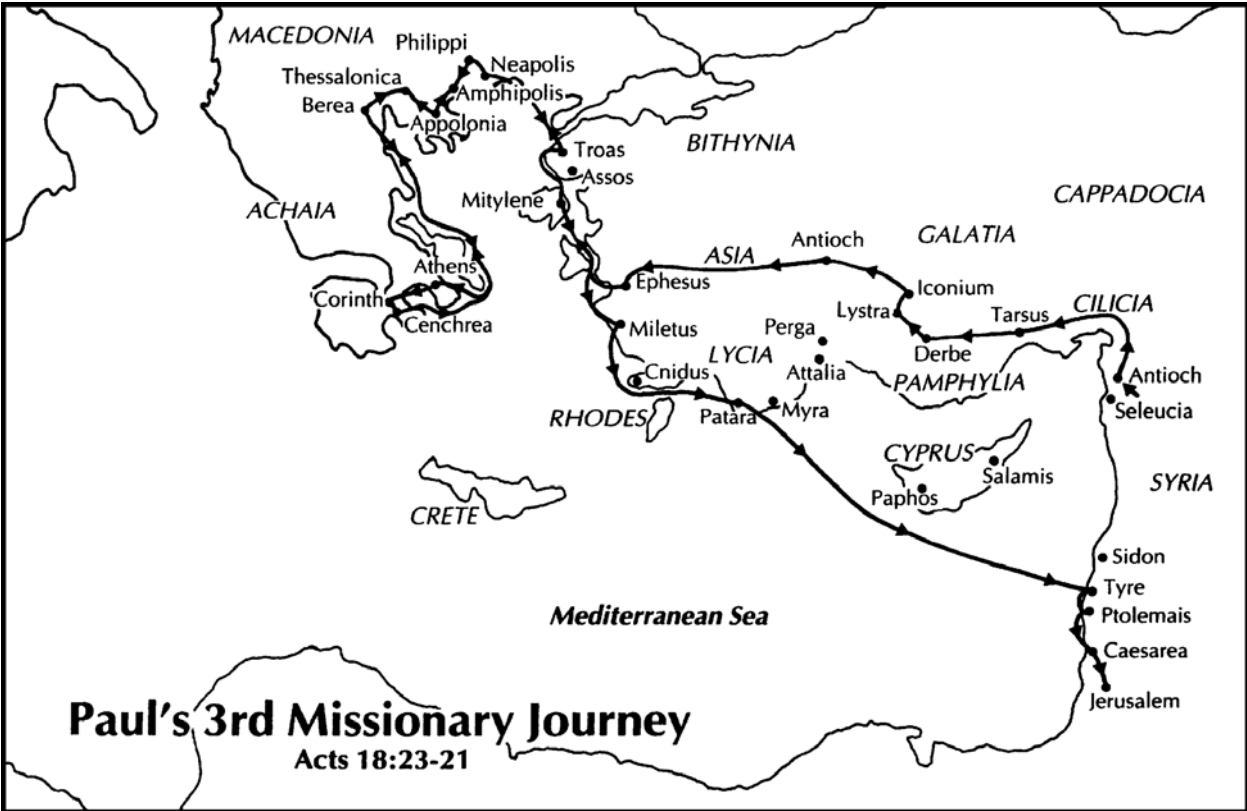 MACEDONIA
Philippi
Neapolis
Thessalonica
Amphipolis
Berea
Appolonia
BITHYNIA
Troas
Assos
CAPPADOCIA
Mitylene
ACHAIA
GALATIA
Antioch
ASIA
Athens
Ephesus
Iconium
Corinth
CILICIA
Lystra
Tarsus
Cenchrea
Miletus
Perga
Derbe
LYCIA
Cnidus
Attalia
PAMPHYLIA
Antioch
RHODES
Patara
Myra
Seleucia
CYPRUS
Salamis
SYRIA
Paphos
CRETE
Sidon
Tyre
Mediterranean Sea
Ptolemais
Caesarea
Jerusalem
Paul's 3rd Missionary Journey
Acts 18:23-21